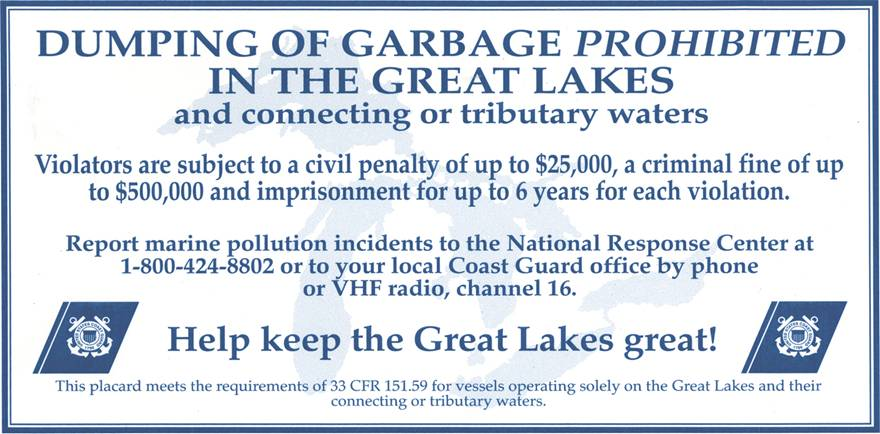 DUMPING OF GARBAGE PROHIBITED
IN THE GREAT LAKES
and connecting or tributary waters
Violators are subject to a civil penalty of up to $25,000, a criminal fine of up
to $500,000 and imprisonment for up to 6 years for each violation.
Report marine pollution incidents to the National Response Center at
1-800-424-8802 or to your local Coast Guard office by phone
or VHF radio, channel 16.
Help keep the Great Lakes great!
This placard meets the requirements of 33 CFR 151.59 for vessels operating solely on the Great Lakes and their
connecting or tributary waters.